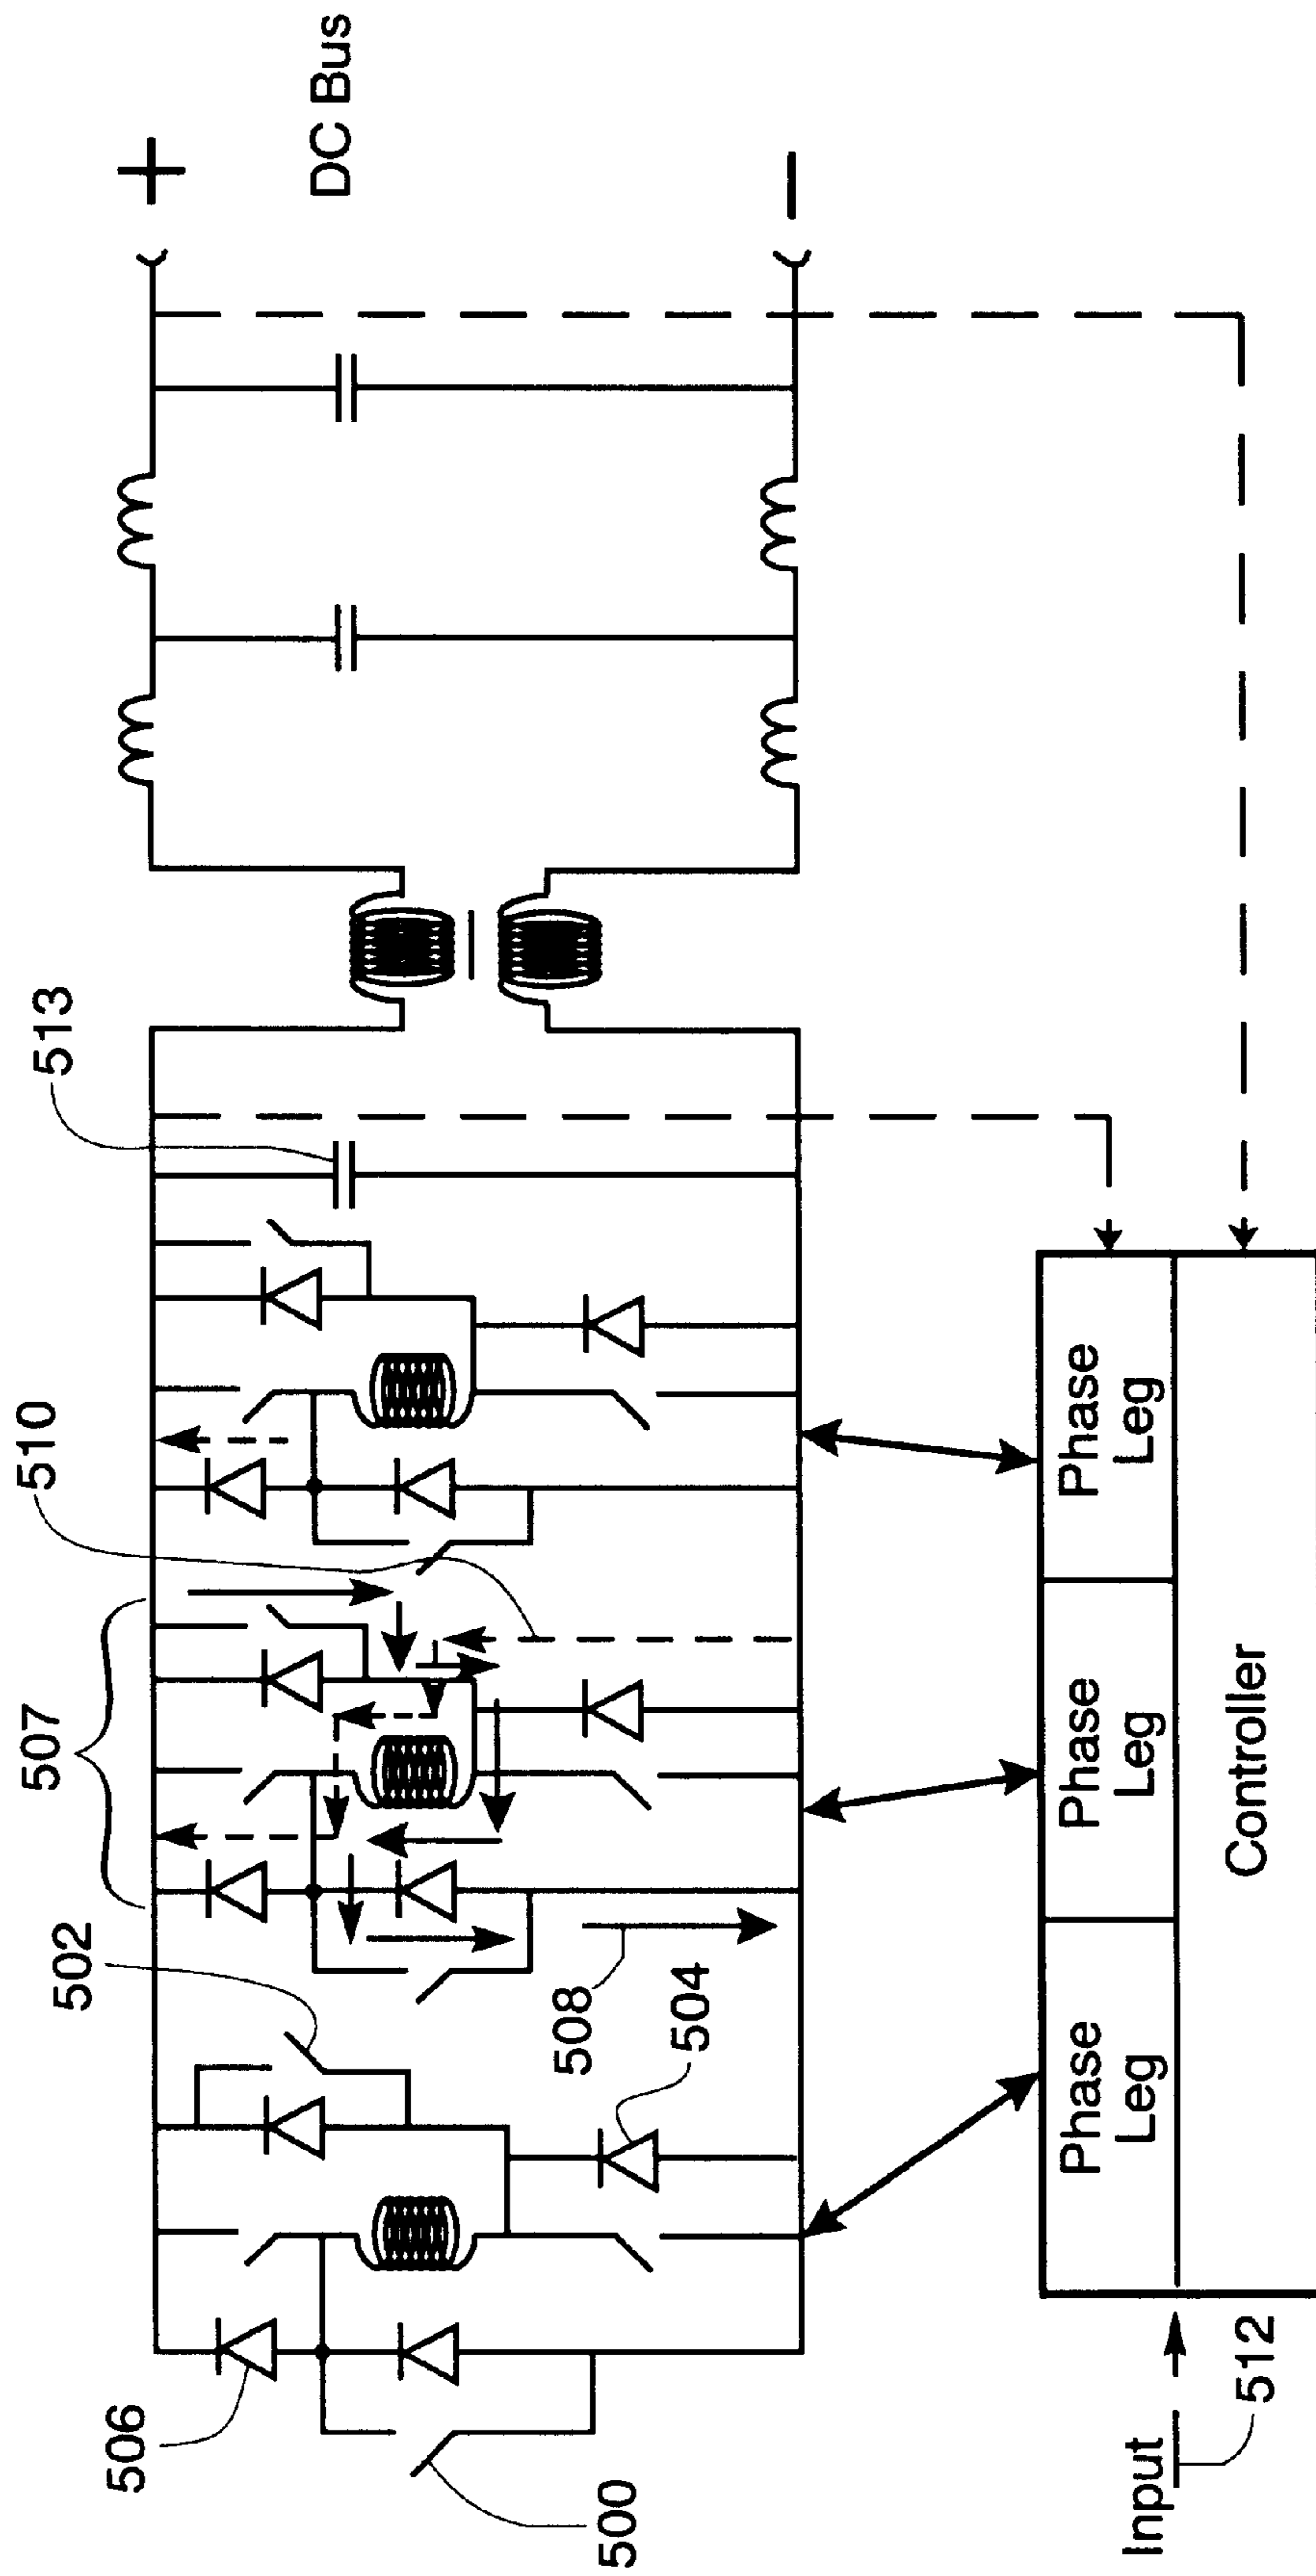 +
DC Bus
−
513
510
507
502
508
504
506
500
Phase
Leg
Phase
Leg
Phase
Leg
Controller
Input
512